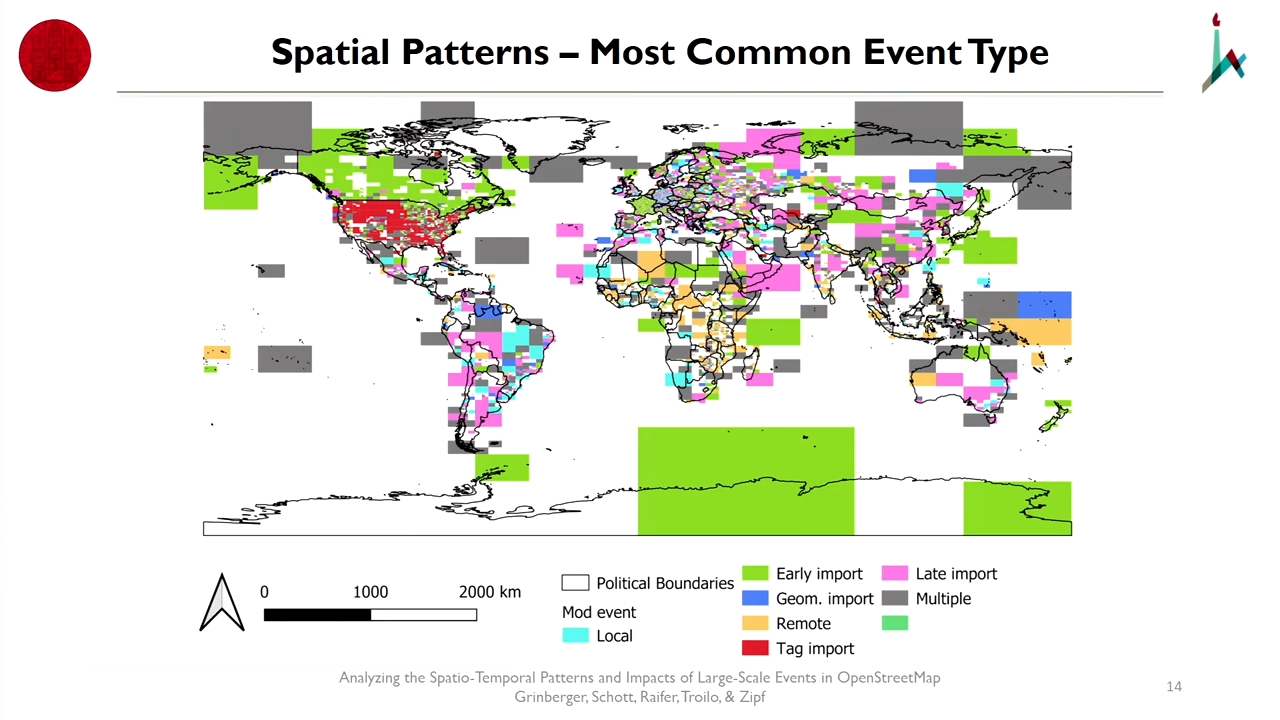 Spatial Patterns – Most Common Event Type
0 1000 2000 km
Political Boundaries
Mod event
Local
Early import
Geom. import
Remote
Tag import
Late import
Multiple
Analyzing the Spatio-Temporal Patterns and Impacts of Large-Scale Events in OpenStreetMap
Grinberger, Schott, Raifer, Troilo, & Zipf
14